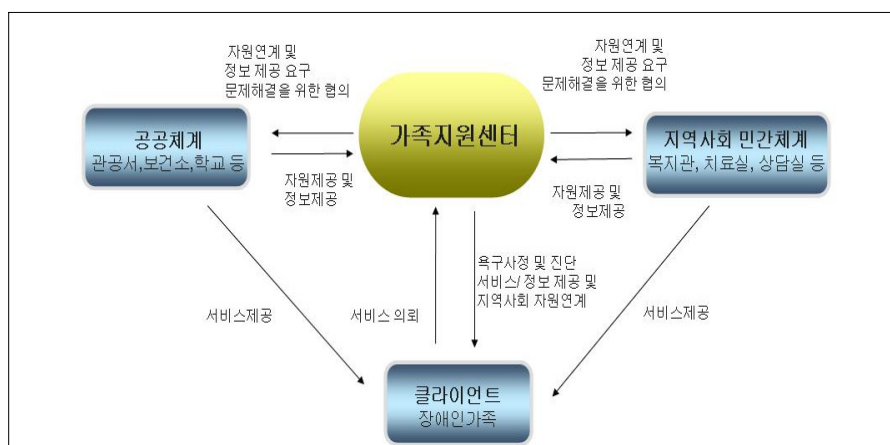 자원연계 및
정보 제공 요구
문제해결을 위한 협의
자원연계 및
정보 제공 요구
문제해결을 위한 협의
가족지원센터
공공체계
관공서,보건소,학교 등
지역사회 민간체계
복지관, 치료실, 상담실 등
자원제공 및
정보제공
자원제공 및
정보제공
욕구사정 및 진단
서비스/ 정보 제공 및
지역사회 자원연계
서비스제공
서비스 의뢰
서비스제공
클라이언트
장애인가족